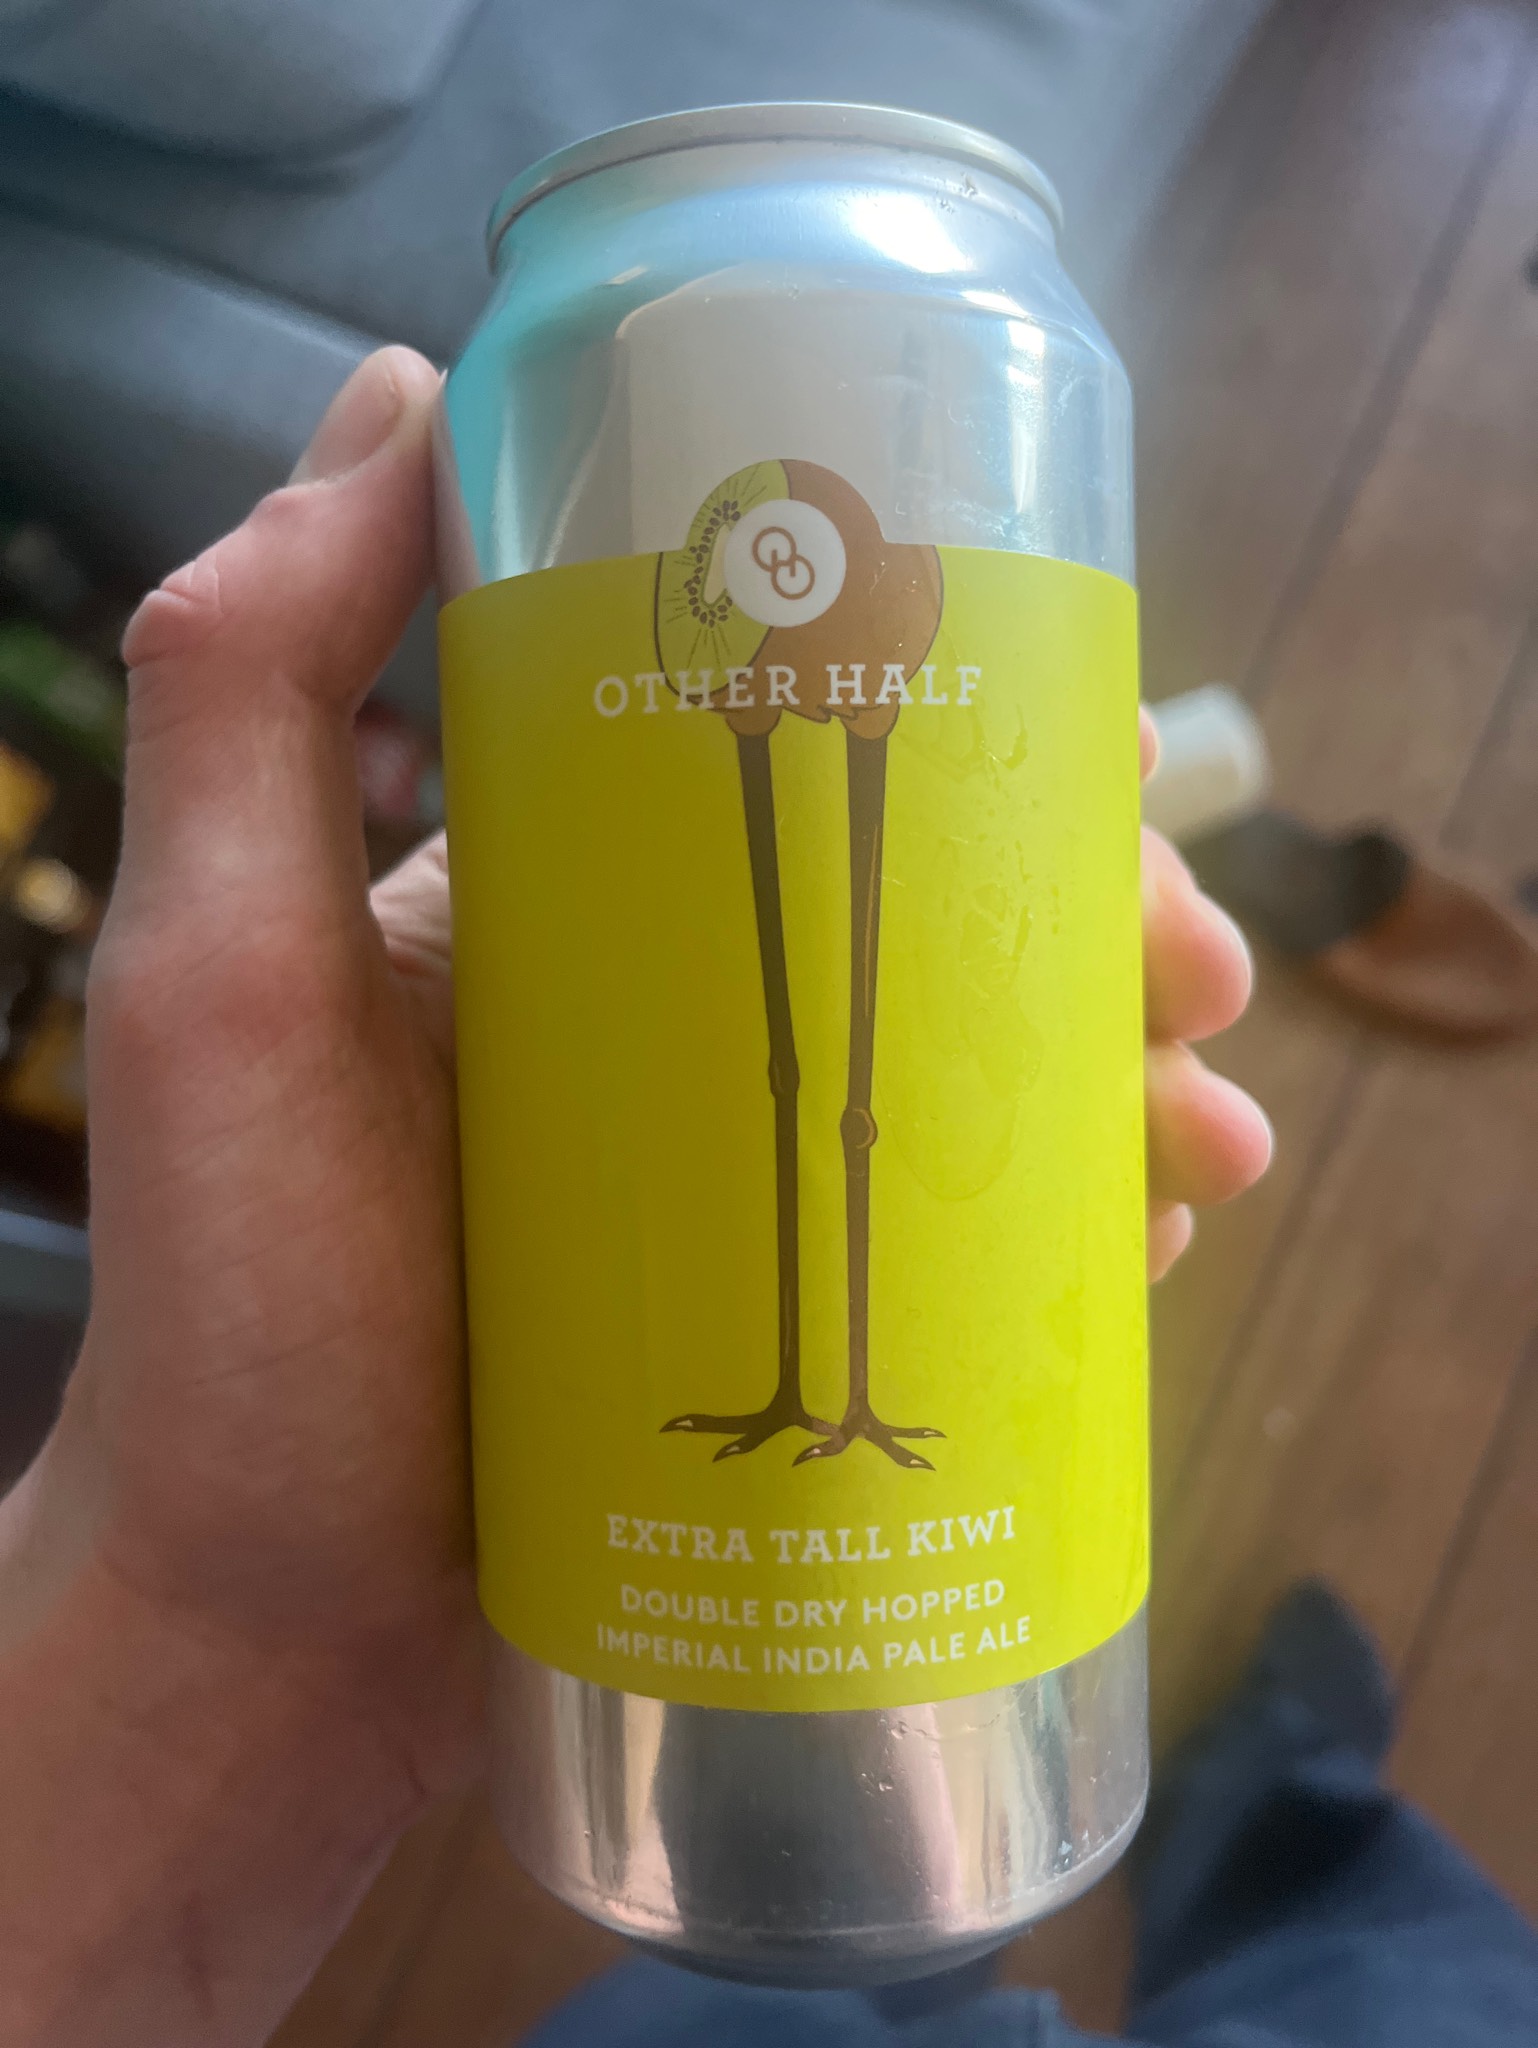 OTHER HALF
EXTRA TALL KIWI
DOUBLE DRY HOPPED
IMPERIAL INDIA PALE ALE